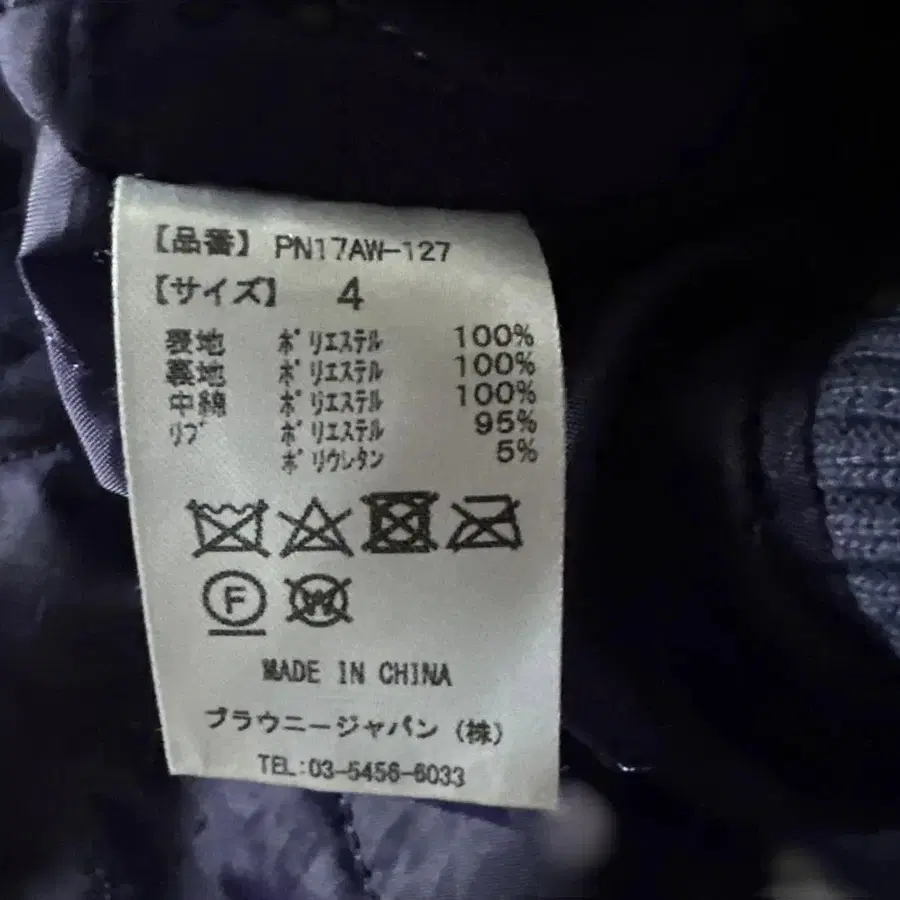 【品番】 PN17AW-127
【サイズ】 4
表地 ポリエステル 100%
裏地 ポリエステル 100%
中綿 ポリエステル 100%
リブ ポリエステル 95%
ポリウレタン 5%
F W
MADE IN CHINA
ブラウニージャパン（株）
TEL:03-5456-6033